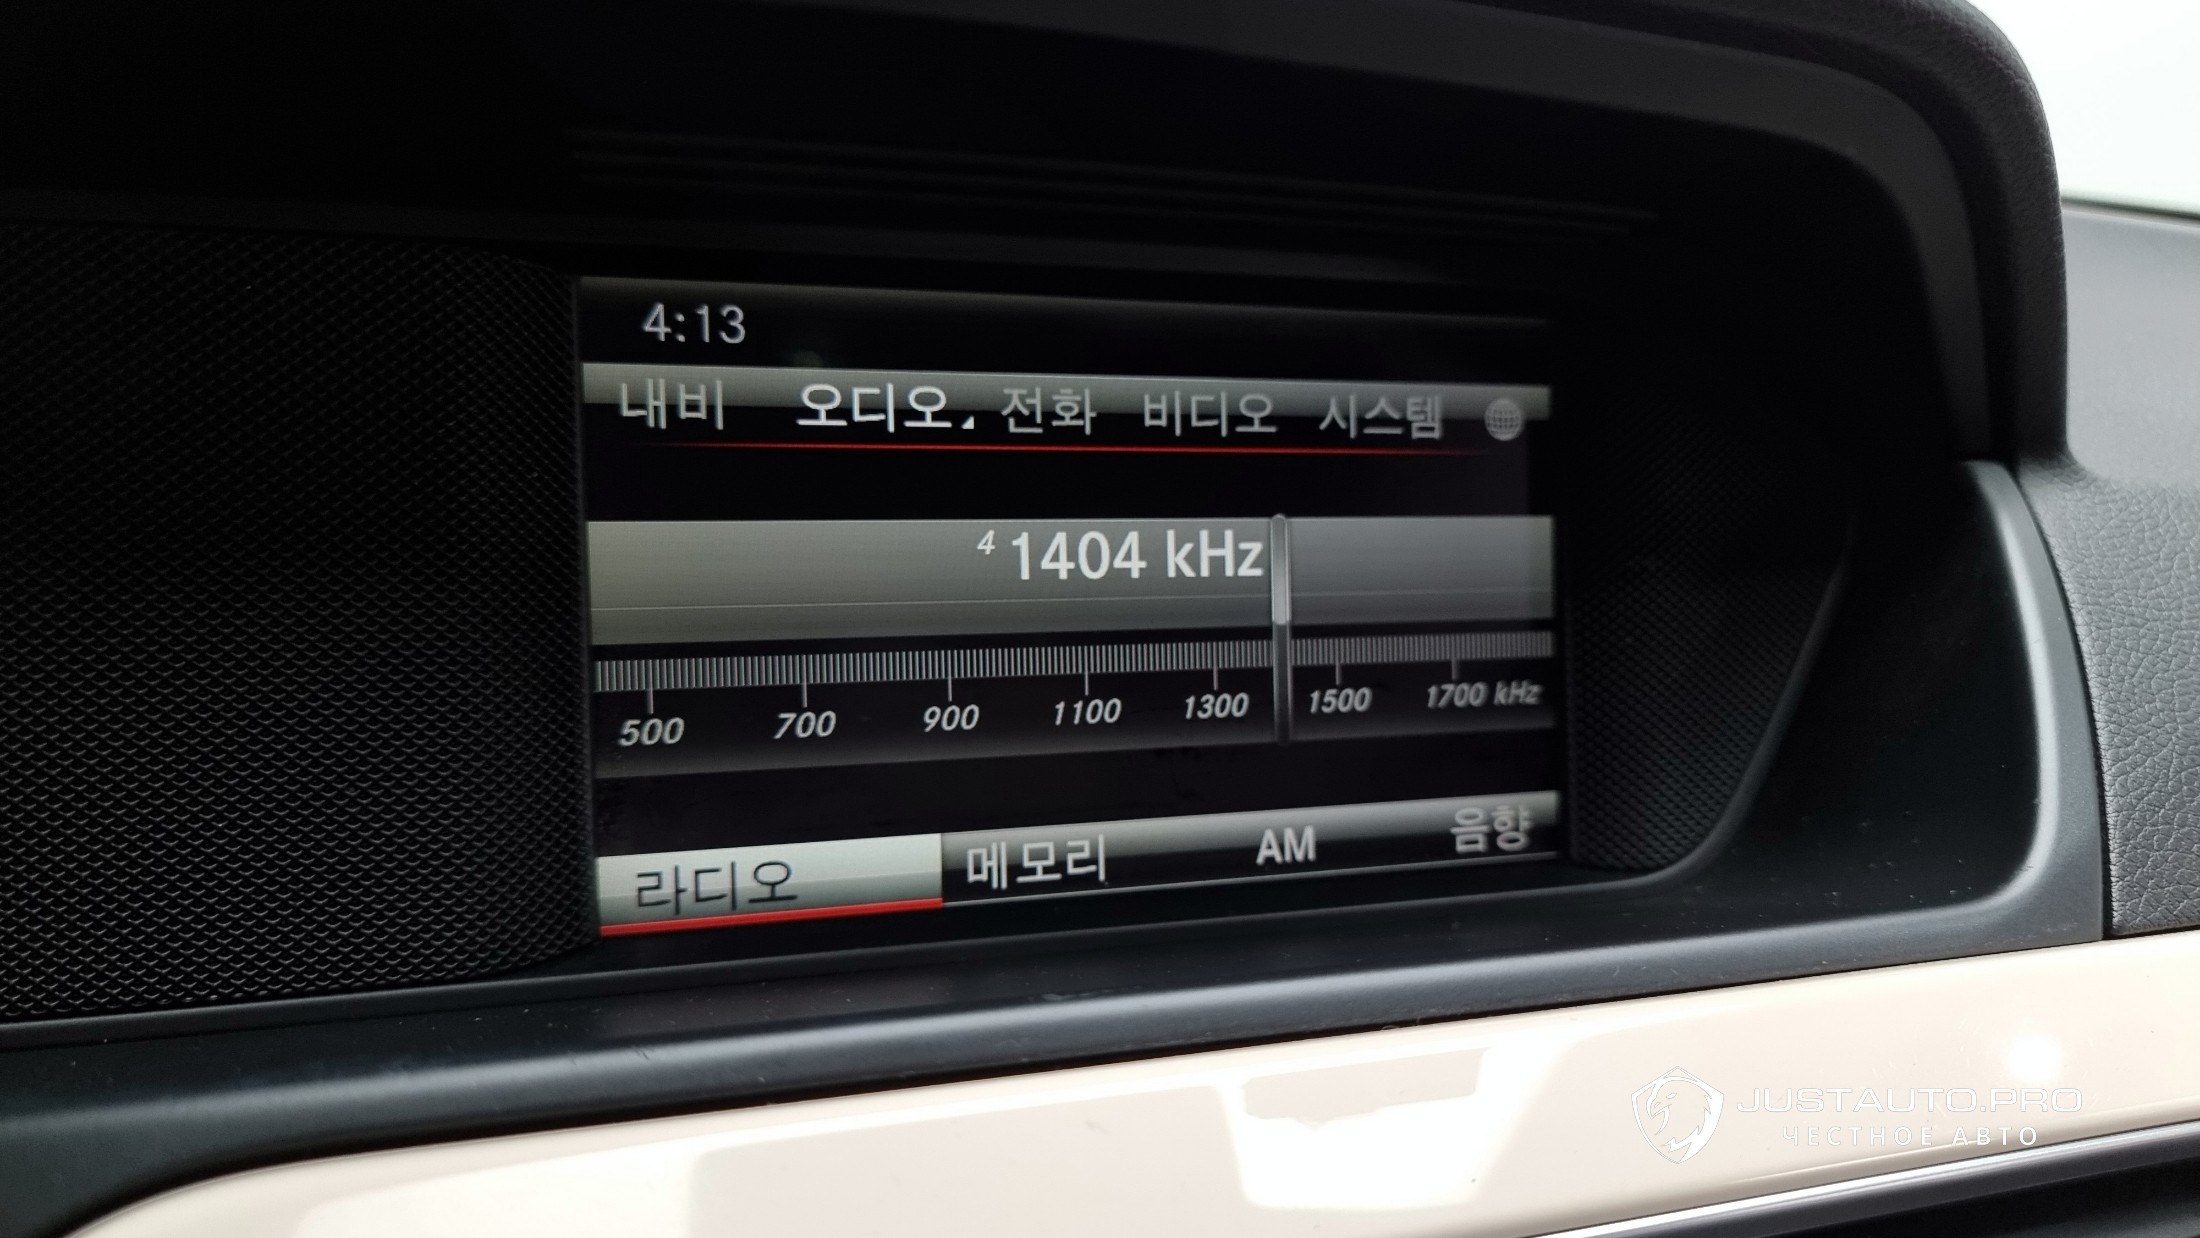 4:13
내비 오디오 전화 비디오 시스템
4 1404 kHz
500 700 900 1100 1300 1500 1700 kHz
라디오 메모리 AM 음향
JUSTAUTO.PRO
ЧЕСТНОЕ АВТО